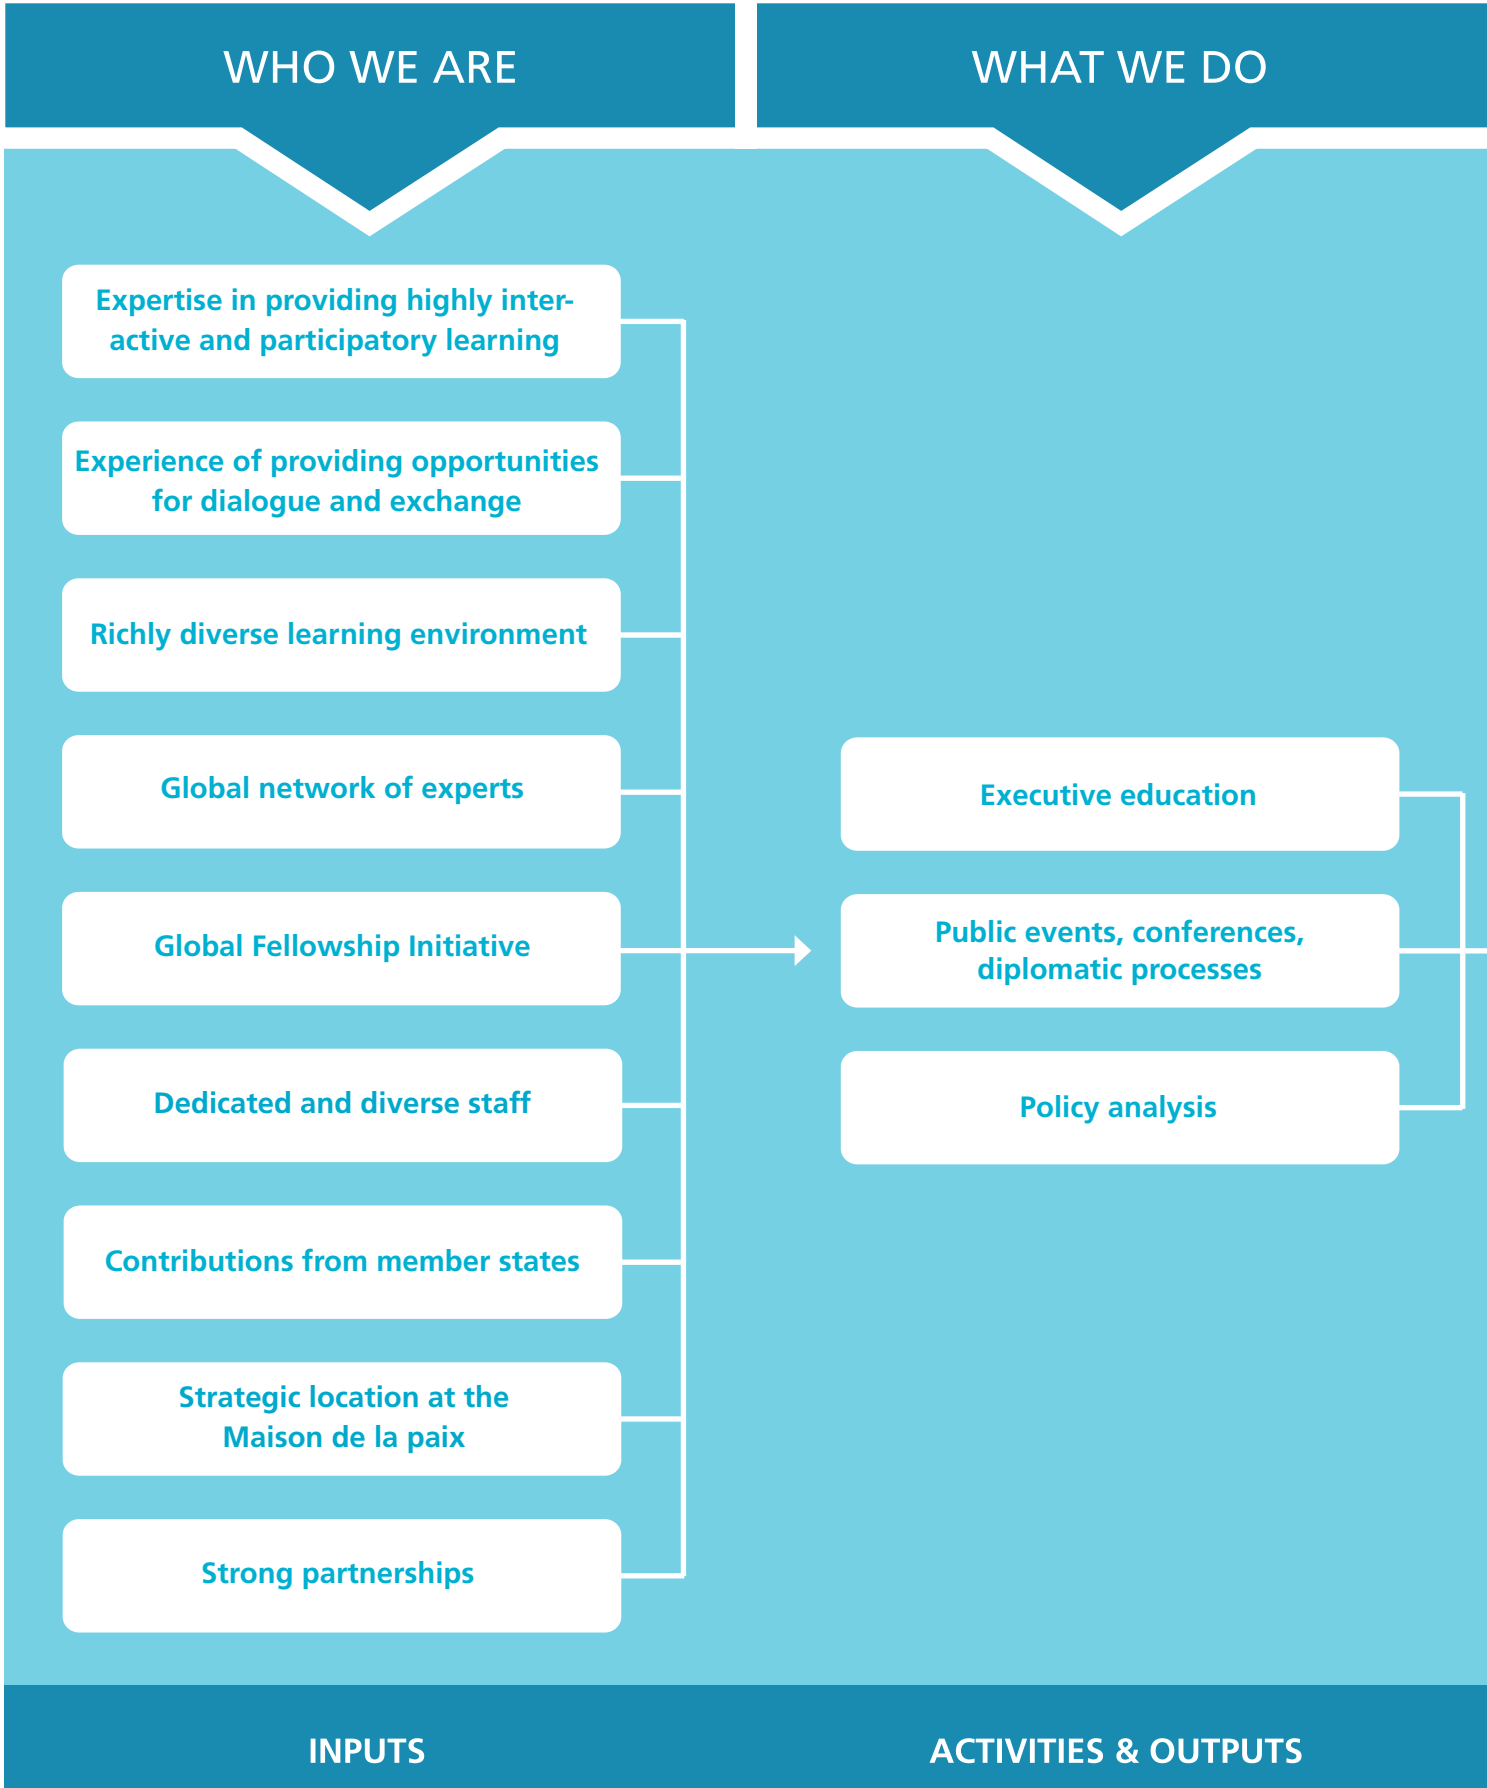 WHO WE ARE
Expertise in providing highly inter-
active and participatory learning
Experience of providing opportunities
for dialogue and exchange
Richly diverse learning environment
Global network of experts
Global Fellowship Initiative
Dedicated and diverse staff
Contributions from member states
Strategic location at the
Maison de la paix
Strong partnerships
INPUTS
WHAT WE DO
Executive education
Public events, conferences,
diplomatic processes
Policy analysis
ACTIVITIES & OUTPUTS